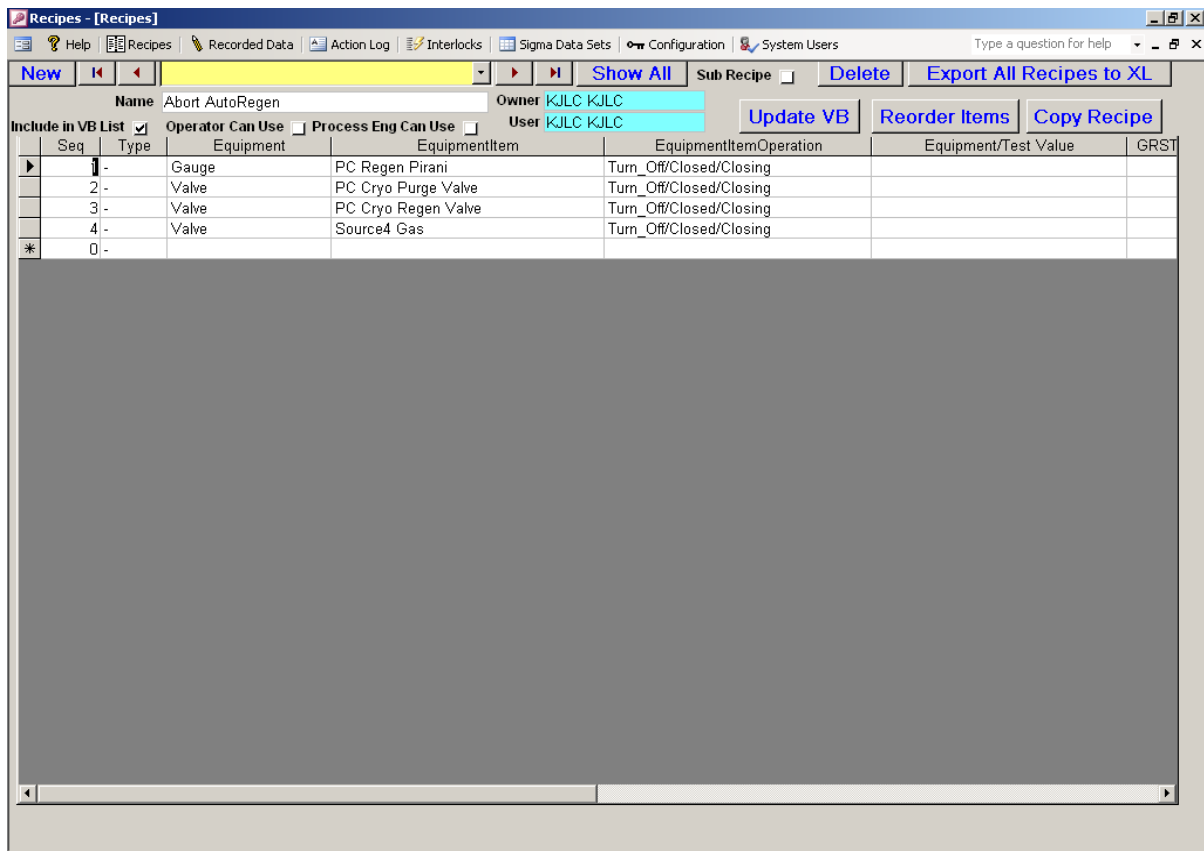 Recipes - [Recipes]
Help Recipes Recorded Data Action Log Interlocks Sigma Data Sets Configuration System Users Type a question for help
New Show All Sub Recipe Delete Export All Recipes to XL
Name Abort AutoRegen Owner KJLC KJLC
Include in VB List Operator Can Use Process Eng Can Use User KJLC KJLC Update VB Reorder Items Copy Recipe
Seq Type Equipment EquipmentItem EquipmentItemOperation Equipment/Test Value GRST
1 - Gauge PC Regen Pirani Turn_Off/Closed/Closing
2 - Valve PC Cryo Purge Valve Turn_Off/Closed/Closing
3 - Valve PC Cryo Regen Valve Turn_Off/Closed/Closing
4 - Valve Source4 Gas Turn_Off/Closed/Closing
0 -